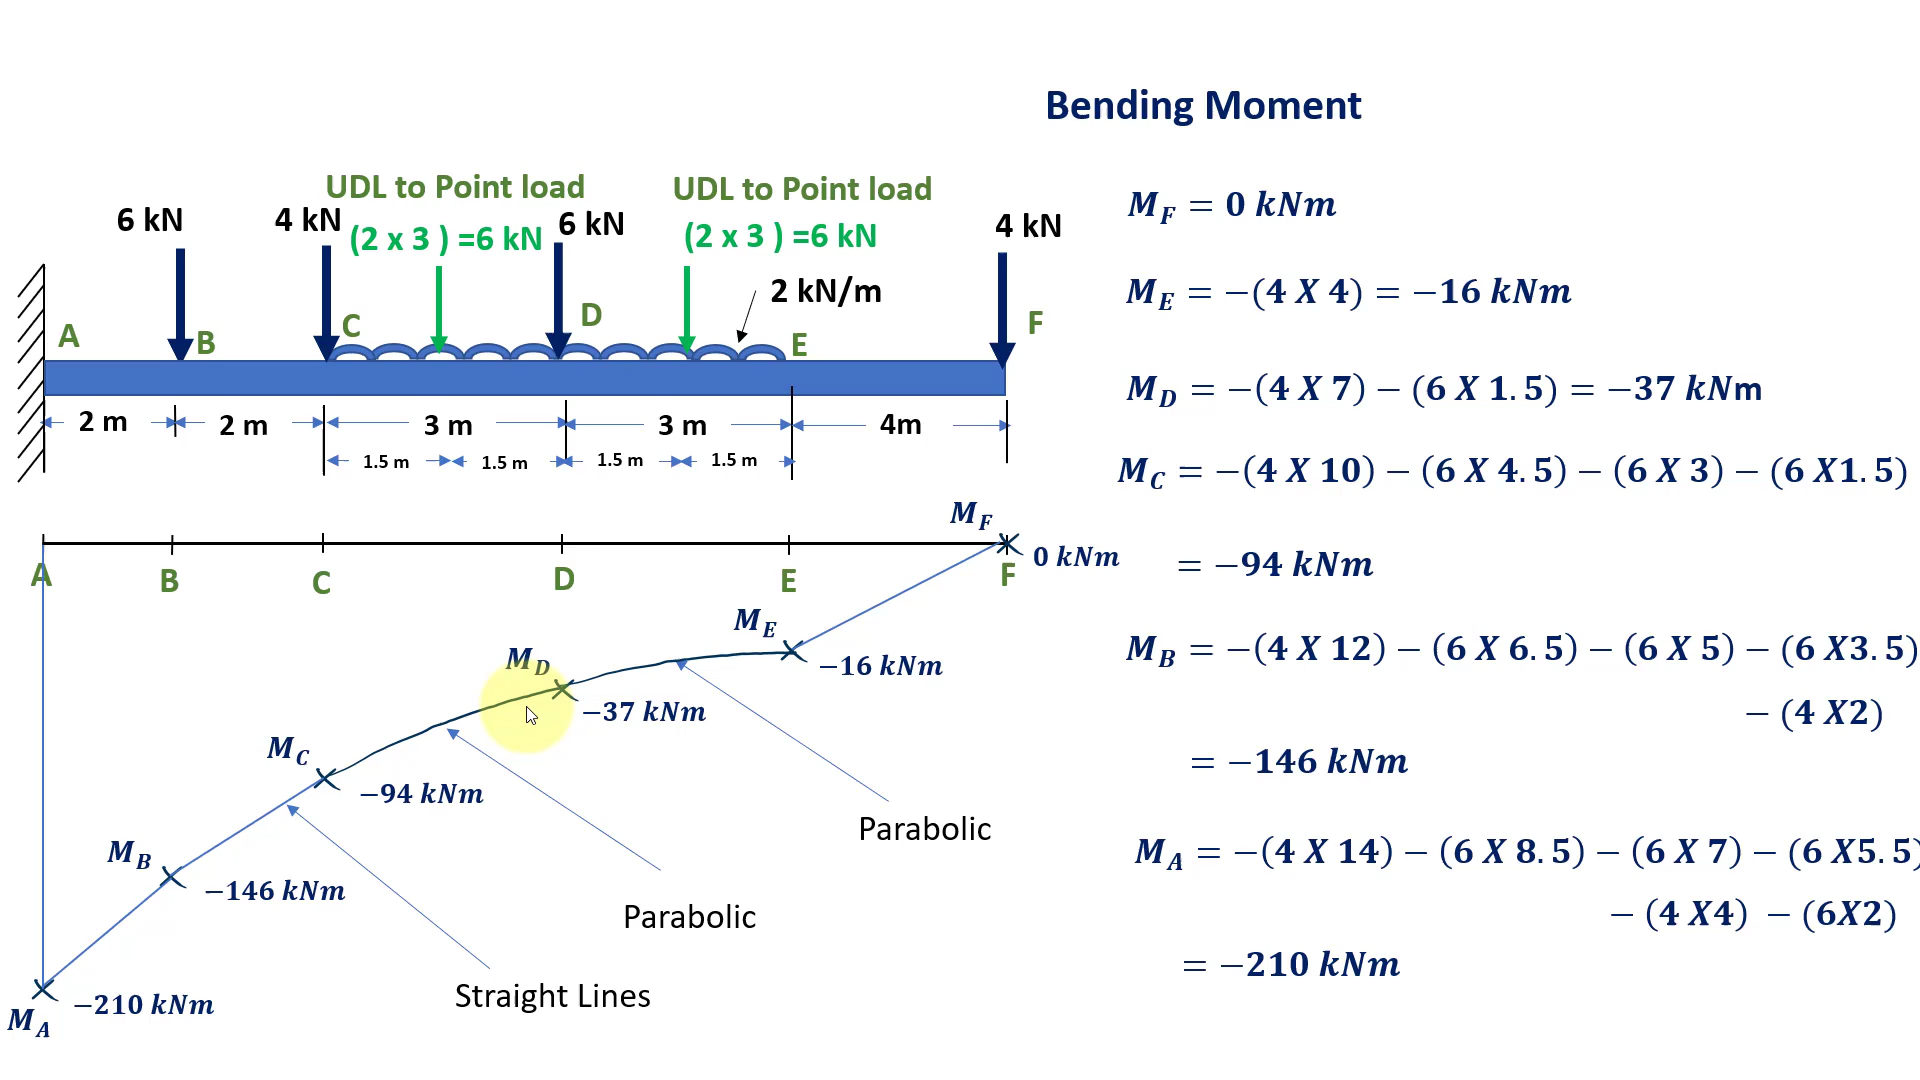 Bending Moment
UDL to Point load
UDL to Point load
6 kN
4 kN
(2 x 3 ) =6 kN
6 kN
(2 x 3 ) =6 kN
4 kN
2 kN/m
A
B
C
D
E
F
2 m
2 m
3 m
3 m
4m
1.5 m
1.5 m
1.5 m
1.5 m
M_F
0 kNm
A
B
C
D
E
F
M_E
−16 kNm
M_D
−37 kNm
M_C
−94 kNm
M_B
−146 kNm
M_A
−210 kNm
Parabolic
Parabolic
Straight Lines
M_F = 0 kNm
M_E = −(4 X 4) = −16 kNm
M_D = −(4 X 7) − (6 X 1.5) = −37 kNm
M_C = −(4 X 10) − (6 X 4.5) − (6 X 3) − (6 X1.5)
= −94 kNm
M_B = −(4 X 12) − (6 X 6.5) − (6 X 5) − (6 X3.5)
− (4 X2)
= −146 kNm
M_A = −(4 X 14) − (6 X 8.5) − (6 X 7) − (6 X5.5)
− (4 X4) − (6X2)
= −210 kNm